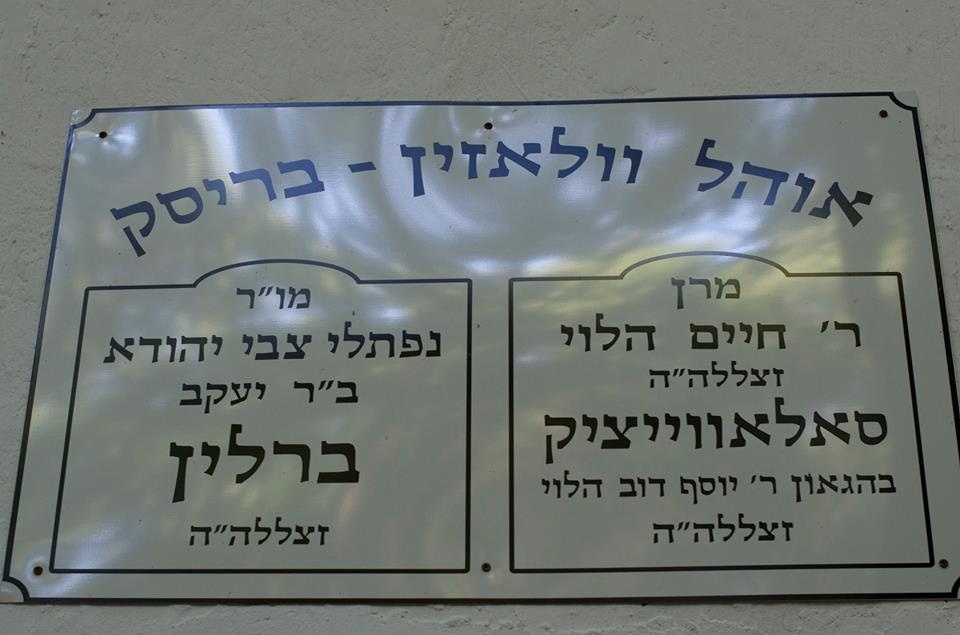 אוהל וולאזין - בריסק
מרן
ר׳ חיים הלוי
זצללה״ה
סאלאווייציק
בהגאון ר׳ יוסף דוב הלוי
זצללה״ה
מו״ר
נפתלי צבי יהודא
ב״ר יעקב
ברלין
זצללה״ה